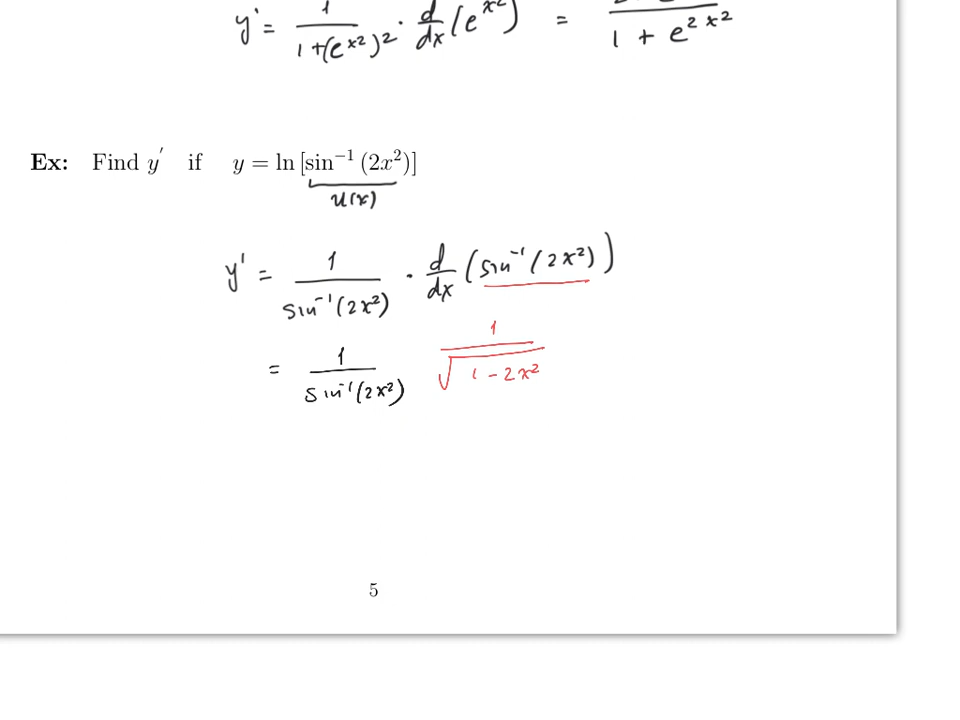 y' = 1/(1+(e^x²)²) · d/dx (e^x²) = /(1 + e^2x²)
Ex: Find y′ if y = ln [sin⁻¹ (2x²)]
u(x)
y' = 1/(sin⁻¹(2x²)) · d/dx (sin⁻¹(2x²))
= 1/(sin⁻¹(2x²)) 1/√(1 - 2x²)
5